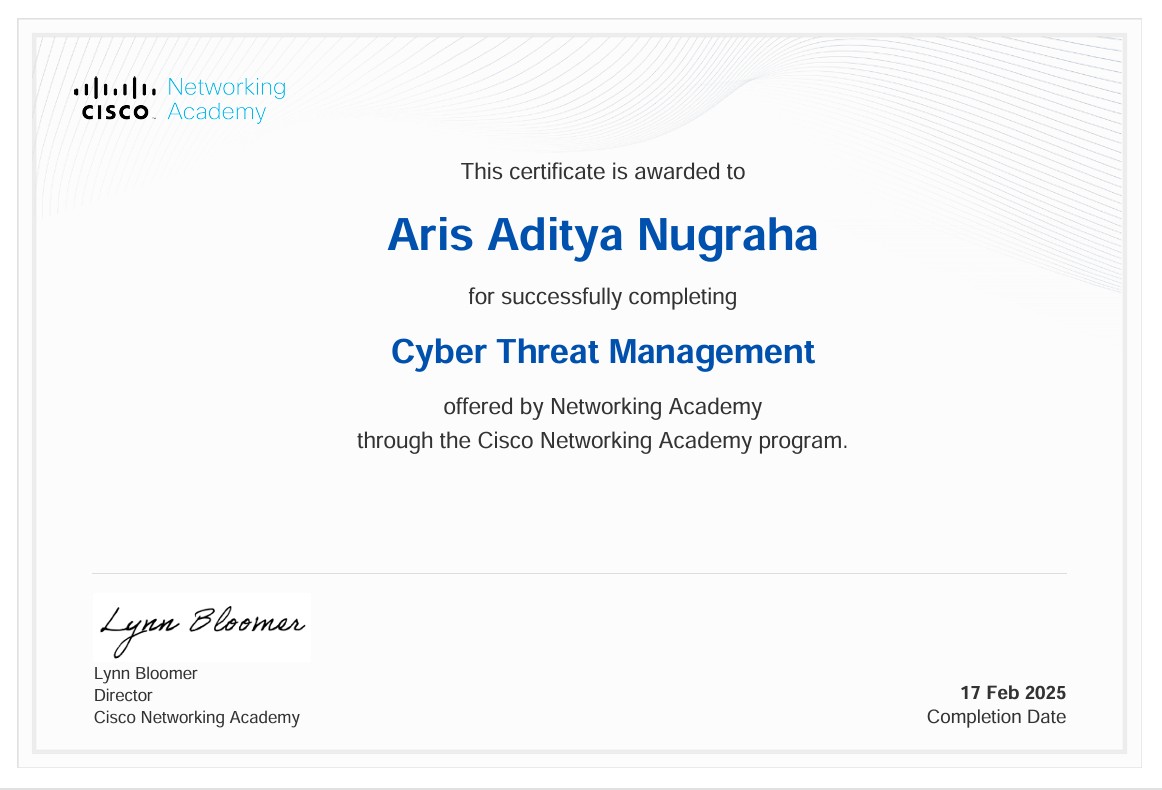 CISCO Networking
Academy
This certificate is awarded to
Aris Aditya Nugraha
for successfully completing
Cyber Threat Management
offered by Networking Academy
through the Cisco Networking Academy program.
Lynn Bloomer
Lynn Bloomer
Director
Cisco Networking Academy
17 Feb 2025
Completion Date